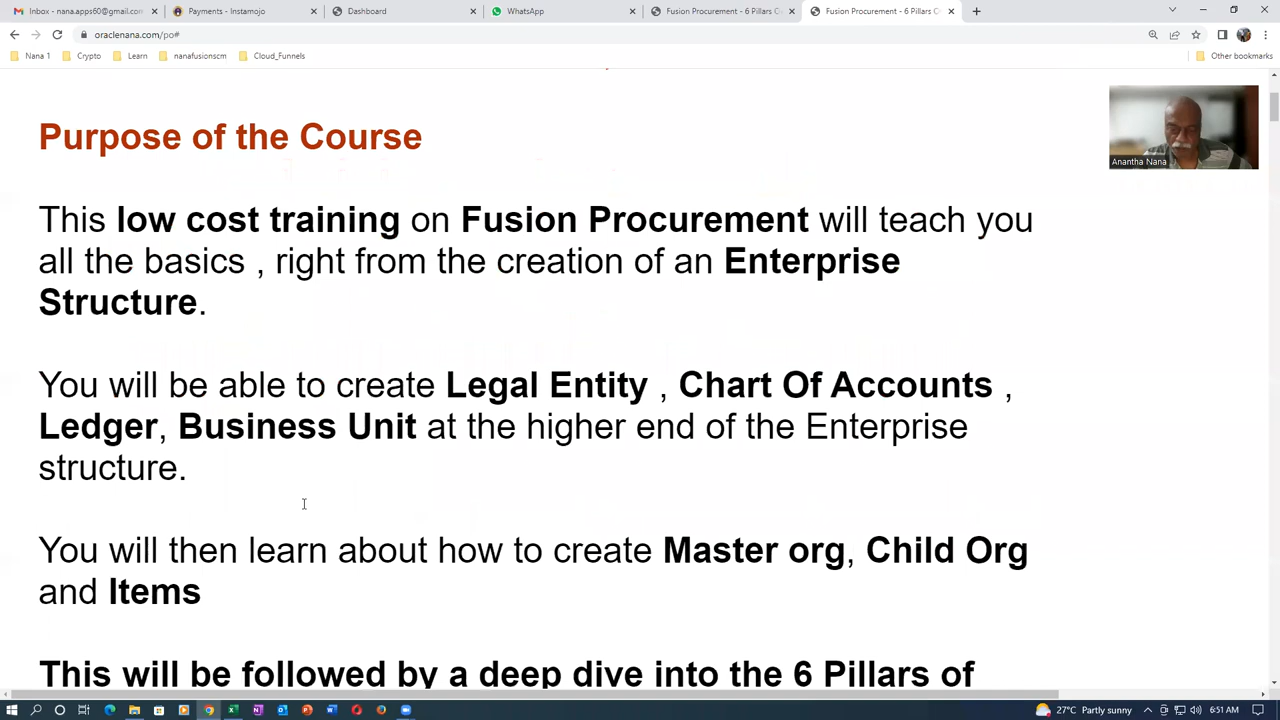 Inbox - nana.apps60@gmail.com
Payments - Instamojo
Dashboard
WhatsApp
Fusion Procurement - 6 Pillars C
Fusion Procurement - 6 Pillars C
oraclenana.com/po#
Nana 1
Crypto
Learn
nanafusionscm
Cloud_Funnels
Other bookmarks
Purpose of the Course
Anantha Nana
This low cost training on Fusion Procurement will teach you
all the basics , right from the creation of an Enterprise
Structure.
You will be able to create Legal Entity , Chart Of Accounts ,
Ledger, Business Unit at the higher end of the Enterprise
structure.
You will then learn about how to create Master org, Child Org
and Items
This will be followed by a deep dive into the 6 Pillars of
27°C Partly sunny
6:51 AM